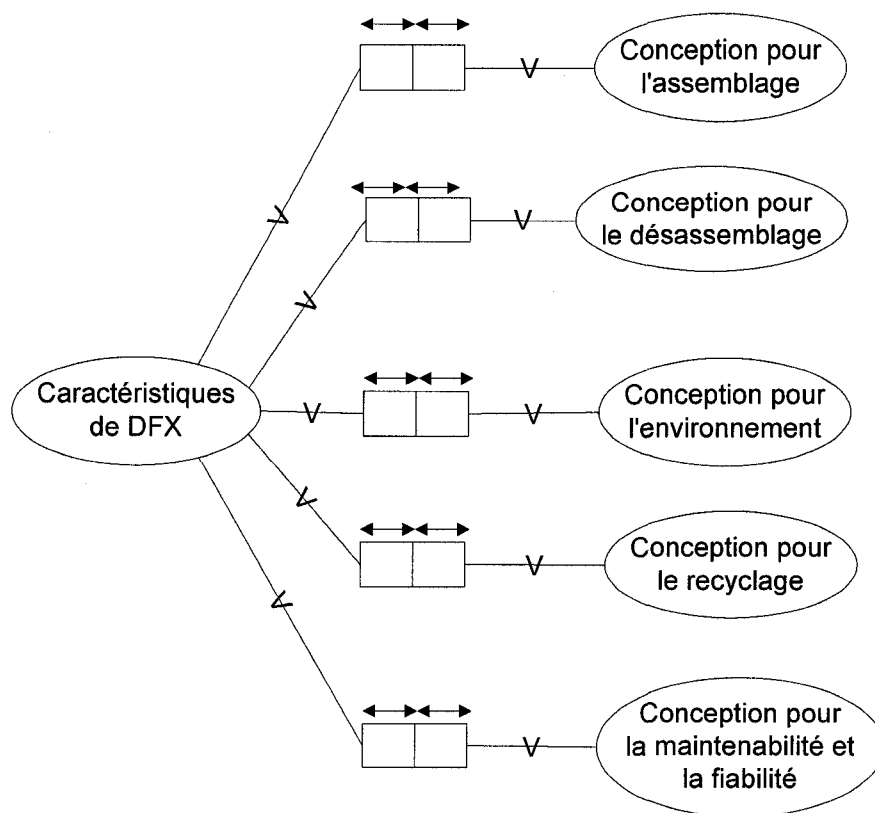 Conception pour
l'assemblage
V
V
Conception pour
le désassemblage
V
V
Caractéristiques
de DFX
V
V
Conception pour
l'environnement
V
V
Conception pour
le recyclage
V
V
Conception pour
la maintenabilité et
la fiabilité